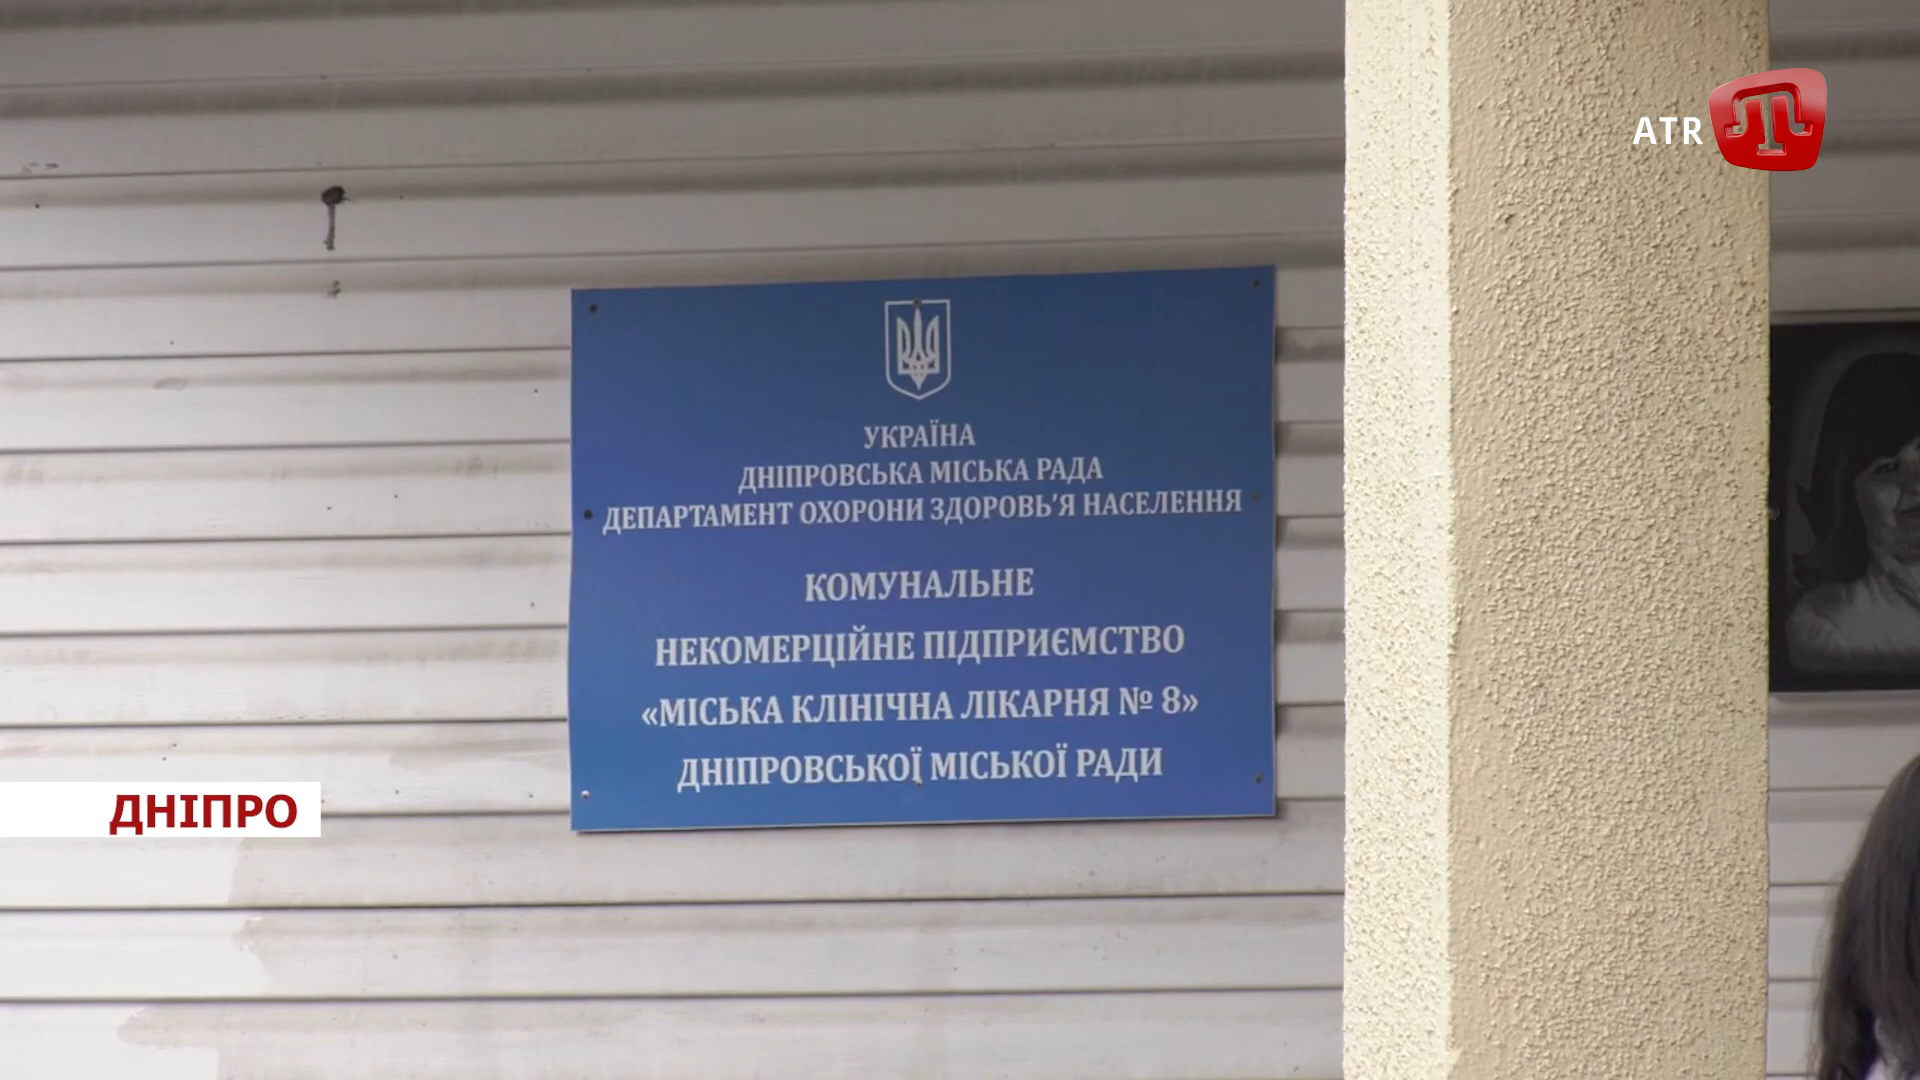 ATR
УКРАЇНА
ДНІПРОВСЬКА МІСЬКА РАДА
ДЕПАРТАМЕНТ ОХОРОНИ ЗДОРОВЬ'Я НАСЕЛЕННЯ
КОМУНАЛЬНЕ
НЕКОМЕРЦІЙНЕ ПІДПРИЄМСТВО
«МІСЬКА КЛІНІЧНА ЛІКАРНЯ № 8»
ДНІПРОВСЬКОЇ МІСЬКОЇ РАДИ
ДНІПРО